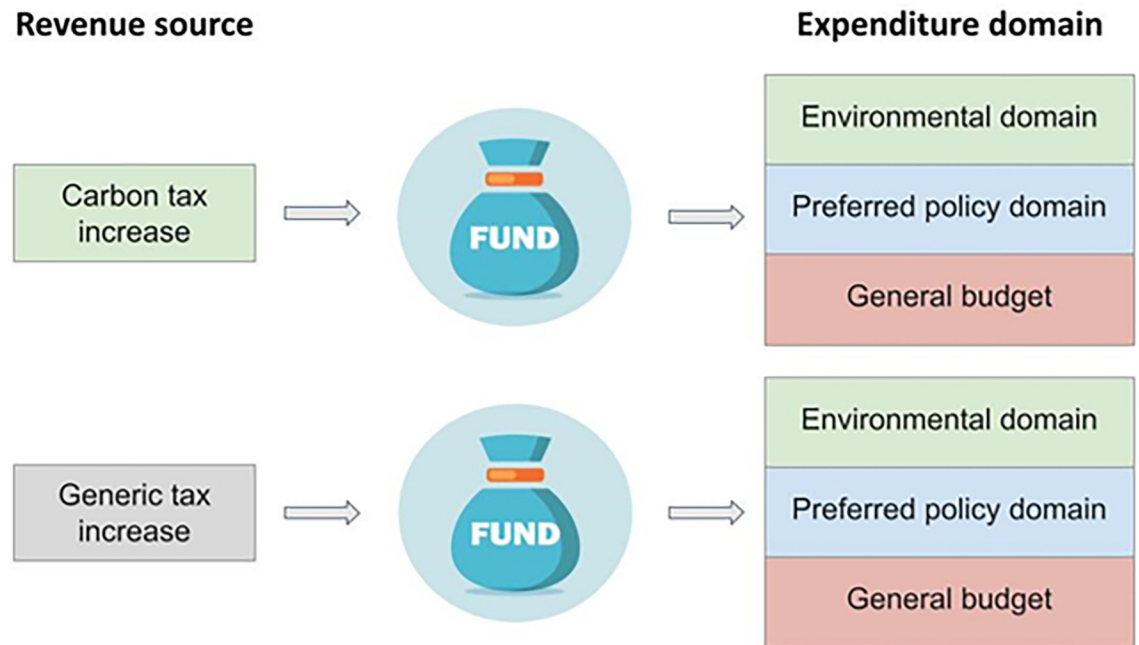 Revenue source
Expenditure domain
Carbon tax
increase
FUND
Environmental domain
Preferred policy domain
General budget
Generic tax
increase
FUND
Environmental domain
Preferred policy domain
General budget